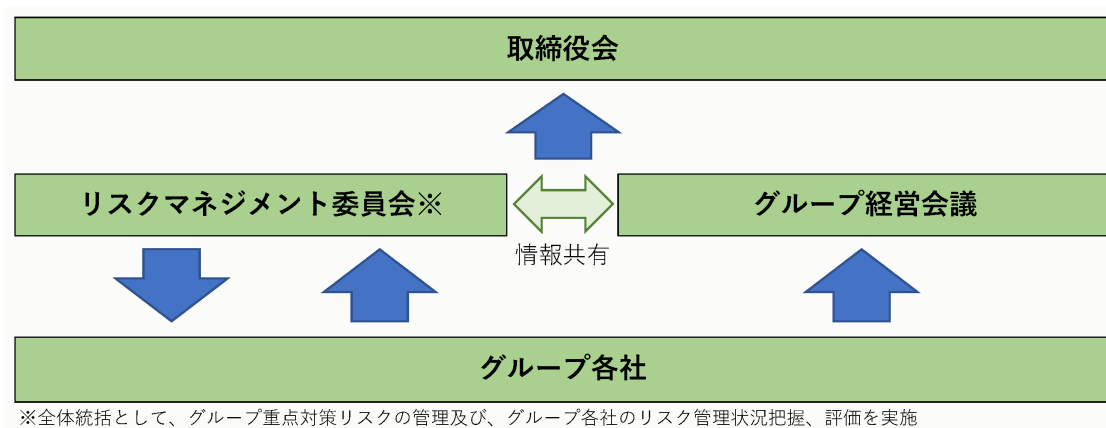 取締役会
リスクマネジメント委員会※
グループ経営会議
情報共有
グループ各社
※全体統括として、グループ重点対策リスクの管理及び、グループ各社のリスク管理状況把握、評価を実施